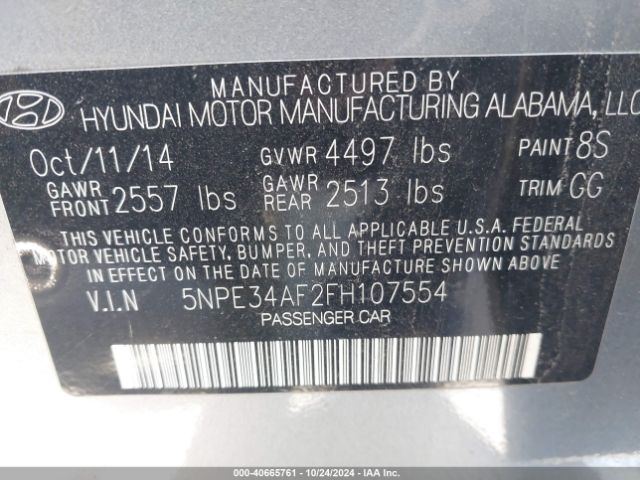 MANUFACTURED BY
HYUNDAI MOTOR MANUFACTURING ALABAMA, LLC
Oct/11/14 GVWR 4497 lbs PAINT 8S
GAWR FRONT 2557 lbs GAWR REAR 2513 lbs TRIM GG
THIS VEHICLE CONFORMS TO ALL APPLICABLE U.S.A. FEDERAL
MOTOR VEHICLE SAFETY, BUMPER, AND THEFT PREVENTION STANDARDS
IN EFFECT ON THE DATE OF MANUFACTURE SHOWN ABOVE.
V.I.N 5NPE34AF2FH107554
PASSENGER CAR
000-40665761 | 10/24/2024 | IAA Inc.